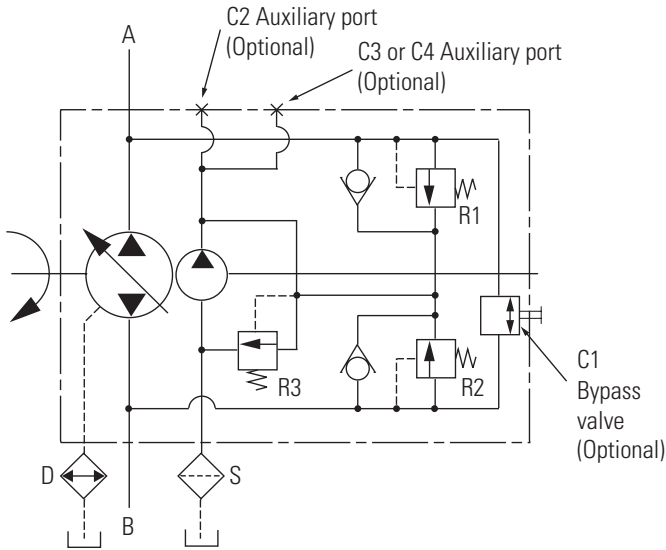 C2 Auxiliary port
(Optional)
A
C3 or C4 Auxiliary port
(Optional)
R1
R3
R2
C1
Bypass
valve
(Optional)
D
S
B